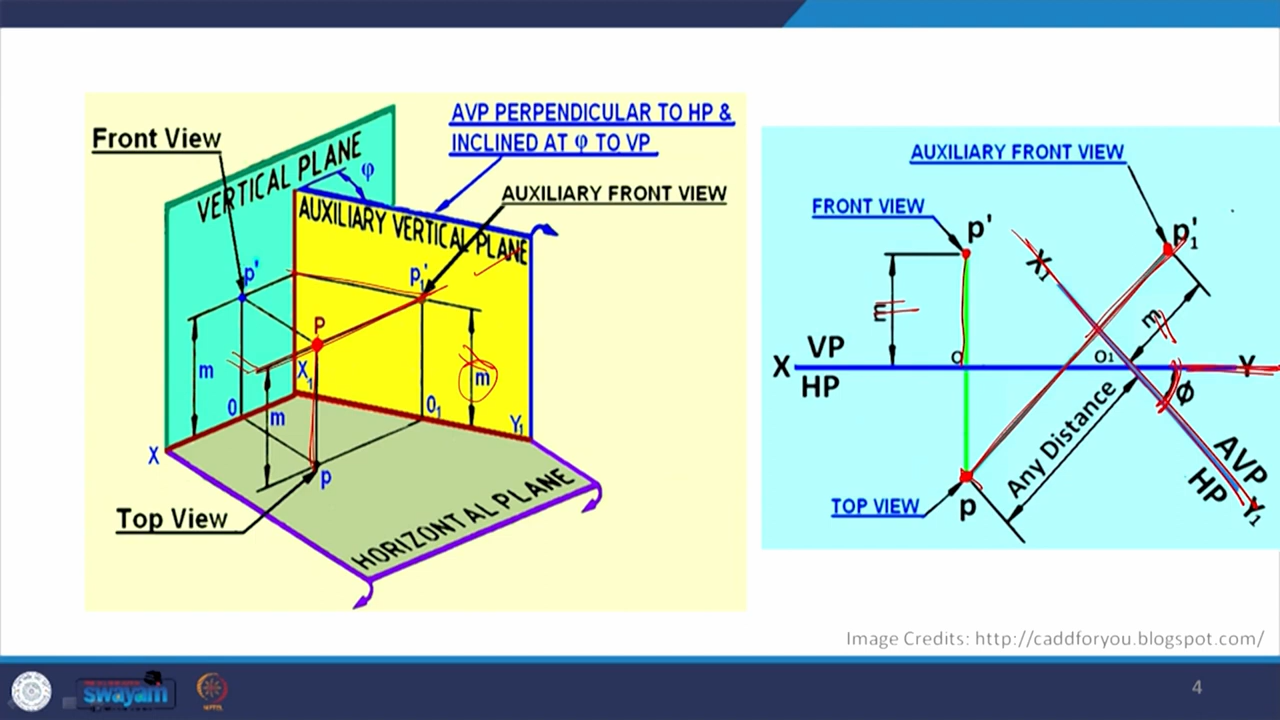 Front View
VERTICAL PLANE
φ
AVP PERPENDICULAR TO HP &
INCLINED AT φ TO VP
AUXILIARY FRONT VIEW
AUXILIARY VERTICAL PLANE
p'
p1'
P
X1
m
m
m
O
O1
Y1
X
p
Top View
HORIZONTAL PLANE
AUXILIARY FRONT VIEW
FRONT VIEW
p'
p1'
X1
m
m
VP
X
O
O1
Y
HP
Ø
Any Distance
AVP
HP
Y1
TOP VIEW
p
Image Credits: http://caddforyou.blogspot.com/
swayam
4